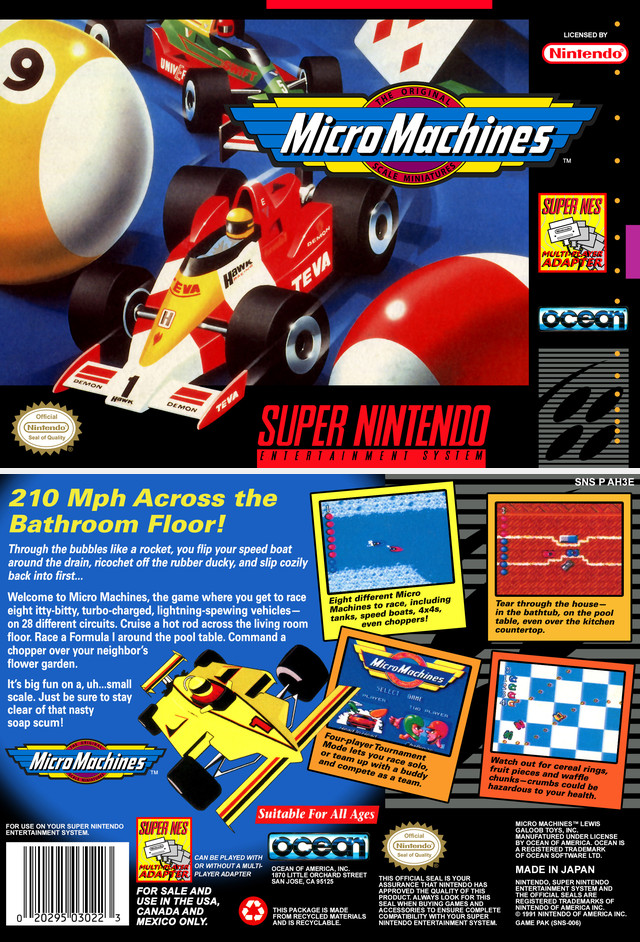 LICENSED BY
Nintendo®
9
UNIVE
THE ORIGINAL
Micro Machines
SCALE MINIATURES
™
SUPER NES
MULTI-PLAYER
ADAPTER
E
DEMON
TEVA
Hawk
TEVA
H
ocean
DEMON
1
Hawk
DEMON
TEVA
Official
Nintendo
Seal of Quality
SUPER NINTENDO
ENTERTAINMENT SYSTEM
SNS P AH3E
210 Mph Across the
Bathroom Floor!
Through the bubbles like a rocket, you flip your speed boat
around the drain, ricochet off the rubber ducky, and slip cozily
back into first...
Welcome to Micro Machines, the game where you get to race
eight itty-bitty, turbo-charged, lightning-spewing vehicles—
on 28 different circuits. Cruise a hot rod across the living room
floor. Race a Formula I around the pool table. Command a
chopper over your neighbor's
flower garden.
It's big fun on a, uh...small
scale. Just be sure to stay
clear of that nasty
soap scum!
Micro Machines
™
Eight different Micro
Machines to race, including
tanks, speed boats, 4x4s,
even choppers!
Tear through the house—
in the bathtub, on the pool
table, even over the kitchen
countertop.
Micro Machines
SELECT GAME
PLAYER
Four-player Tournament
Mode lets you race solo,
or team up with a buddy
and compete as a team.
Watch out for cereal rings,
fruit pieces and waffle
chunks—crumbs could be
hazardous to your health.
1
Suitable For All Ages
FOR USE ON YOUR SUPER NINTENDO
ENTERTAINMENT SYSTEM.
0 20295 03022 3
SUPER NES
MULTI-PLAYER
ADAPTER
CAN BE PLAYED WITH
OR WITHOUT A MULTI-
PLAYER ADAPTER
FOR SALE AND
USE IN THE USA,
CANADA AND
MEXICO ONLY.
ocean
OCEAN OF AMERICA, INC.
1870 LITTLE ORCHARD STREET
SAN JOSE, CA 95125
THIS PACKAGE IS MADE
FROM RECYCLED MATERIALS
AND IS RECYCLABLE.
Official
Nintendo
Seal of Quality
THIS OFFICIAL SEAL IS YOUR
ASSURANCE THAT NINTENDO HAS
APPROVED THE QUALITY OF THIS
PRODUCT. ALWAYS LOOK FOR THIS
SEAL WHEN BUYING GAMES AND
ACCESSORIES TO ENSURE COMPLETE
COMPATIBILITY WITH YOUR SUPER
NINTENDO ENTERTAINMENT SYSTEM.
MICRO MACHINES™ LEWIS
GALOOB TOYS, INC.
MANUFATURED UNDER LICENSE
BY OCEAN OF AMERICA. OCEAN IS
A REGISTERED TRADEMARK
OF OCEAN SOFTWARE LTD.
MADE IN JAPAN
NINTENDO, SUPER NINTENDO
ENTERTAINMENT SYSTEM AND
THE OFFICIAL SEALS ARE
REGISTERED TRADEMARKS OF
NINTENDO OF AMERICA INC.
© 1991 NINTENDO OF AMERICA INC.
GAME PAK (SNS-006)